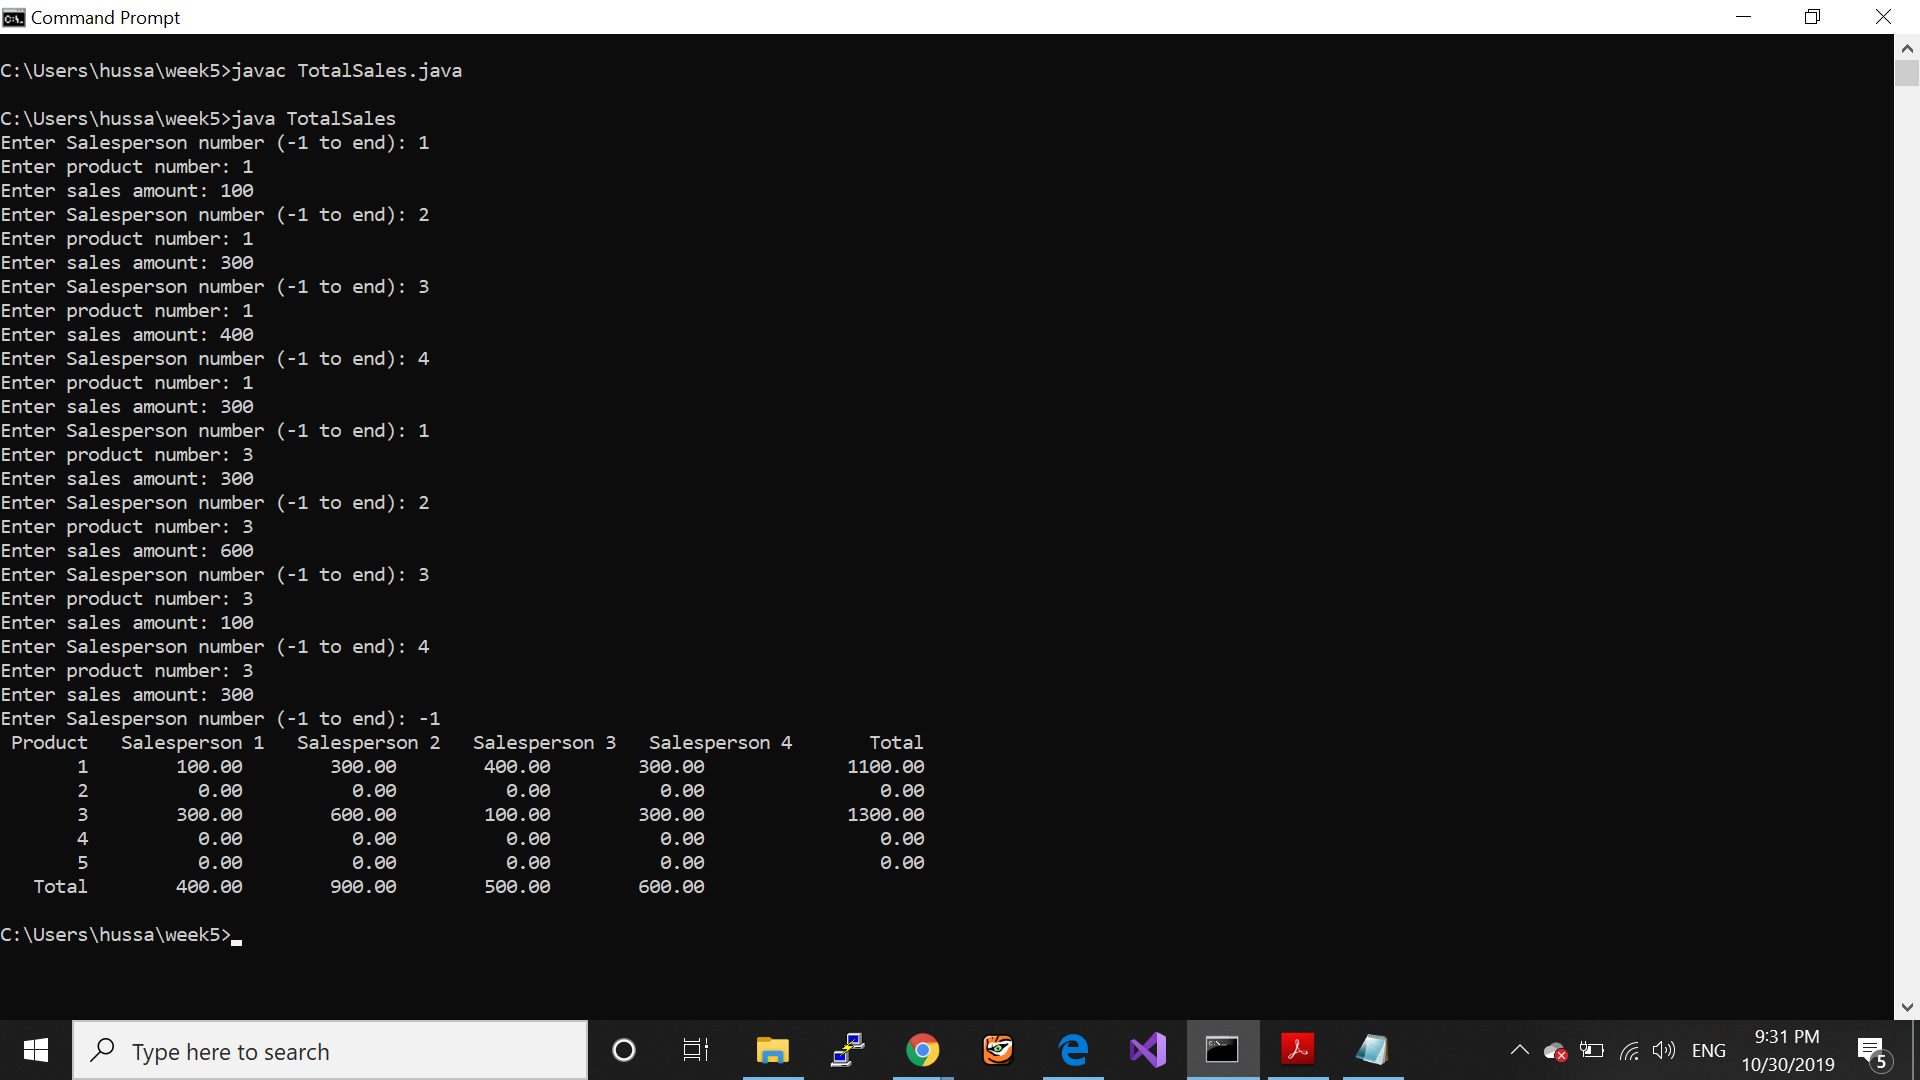 Command Prompt
C:\Users\hussa\week5>javac TotalSales.java
C:\Users\hussa\week5>java TotalSales
Enter Salesperson number (-1 to end): 1
Enter product number: 1
Enter sales amount: 100
Enter Salesperson number (-1 to end): 2
Enter product number: 1
Enter sales amount: 300
Enter Salesperson number (-1 to end): 3
Enter product number: 1
Enter sales amount: 400
Enter Salesperson number (-1 to end): 4
Enter product number: 1
Enter sales amount: 300
Enter Salesperson number (-1 to end): 1
Enter product number: 3
Enter sales amount: 300
Enter Salesperson number (-1 to end): 2
Enter product number: 3
Enter sales amount: 600
Enter Salesperson number (-1 to end): 3
Enter product number: 3
Enter sales amount: 100
Enter Salesperson number (-1 to end): 4
Enter product number: 3
Enter sales amount: 300
Enter Salesperson number (-1 to end): -1
Product Salesperson 1 Salesperson 2 Salesperson 3 Salesperson 4 Total
1 100.00 300.00 400.00 300.00 1100.00
2 0.00 0.00 0.00 0.00 0.00
3 300.00 600.00 100.00 300.00 1300.00
4 0.00 0.00 0.00 0.00 0.00
5 0.00 0.00 0.00 0.00 0.00
Total 400.00 900.00 500.00 600.00
C:\Users\hussa\week5>
Type here to search
ENG
9:31 PM
10/30/2019
5